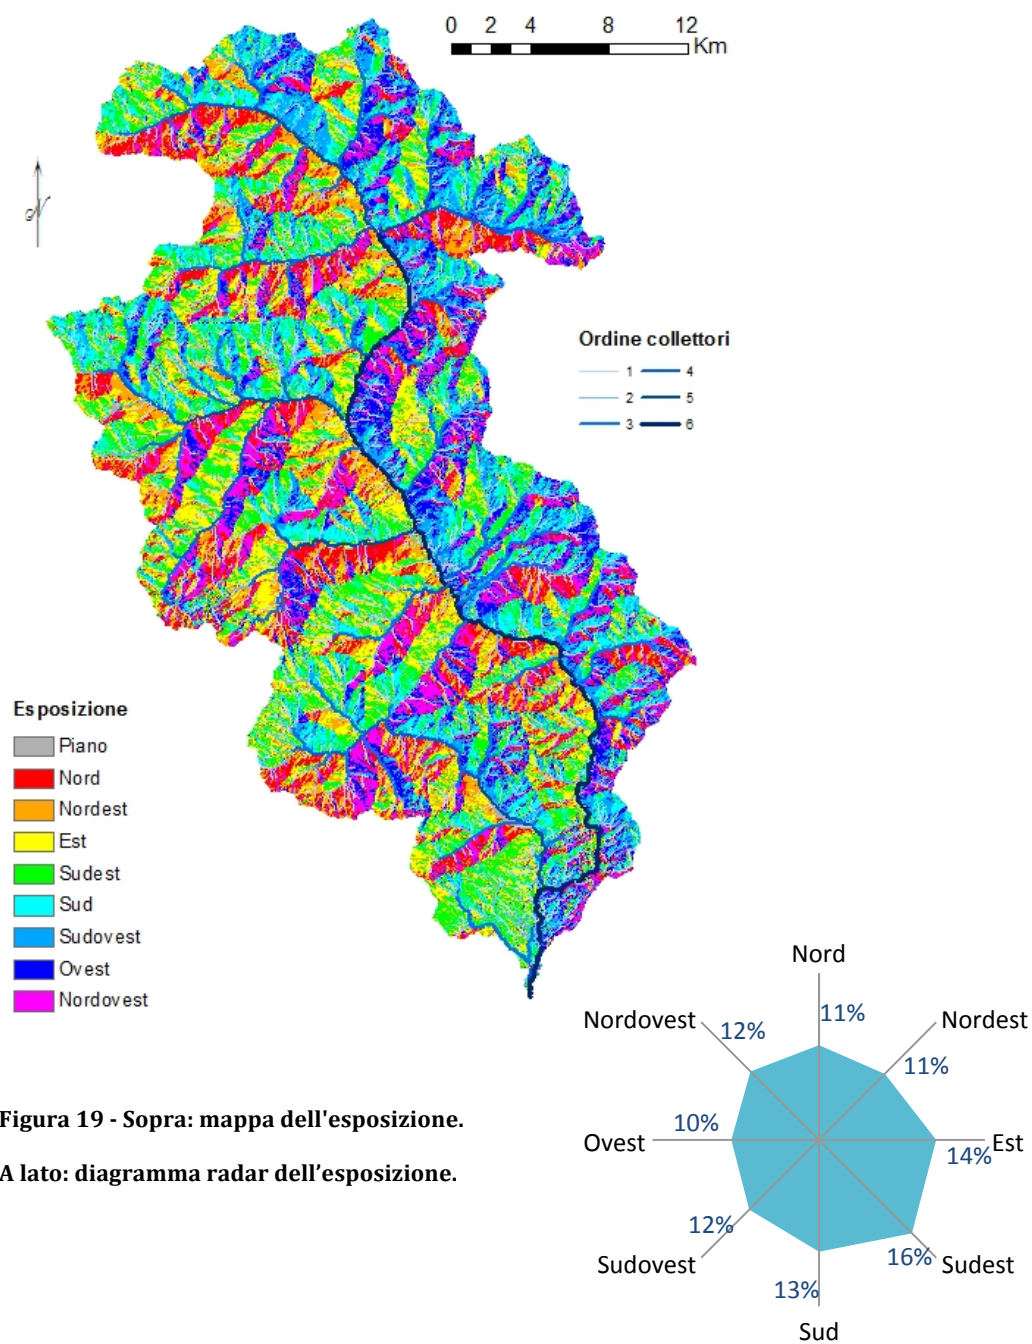 0 2 4 8 12
Km
N
Ordine collettori
1 4
2 5
3 6
Esposizione
Piano
Nord
Nordest
Est
Sudest
Sud
Sudovest
Ovest
Nordovest
Nord
Nordovest 12% 11% Nordest
11%
Figura 19 - Sopra: mappa dell'esposizione.
Ovest 10% Est
14%
A lato: diagramma radar dell’esposizione.
12%
Sudovest 16% Sudest
13%
Sud